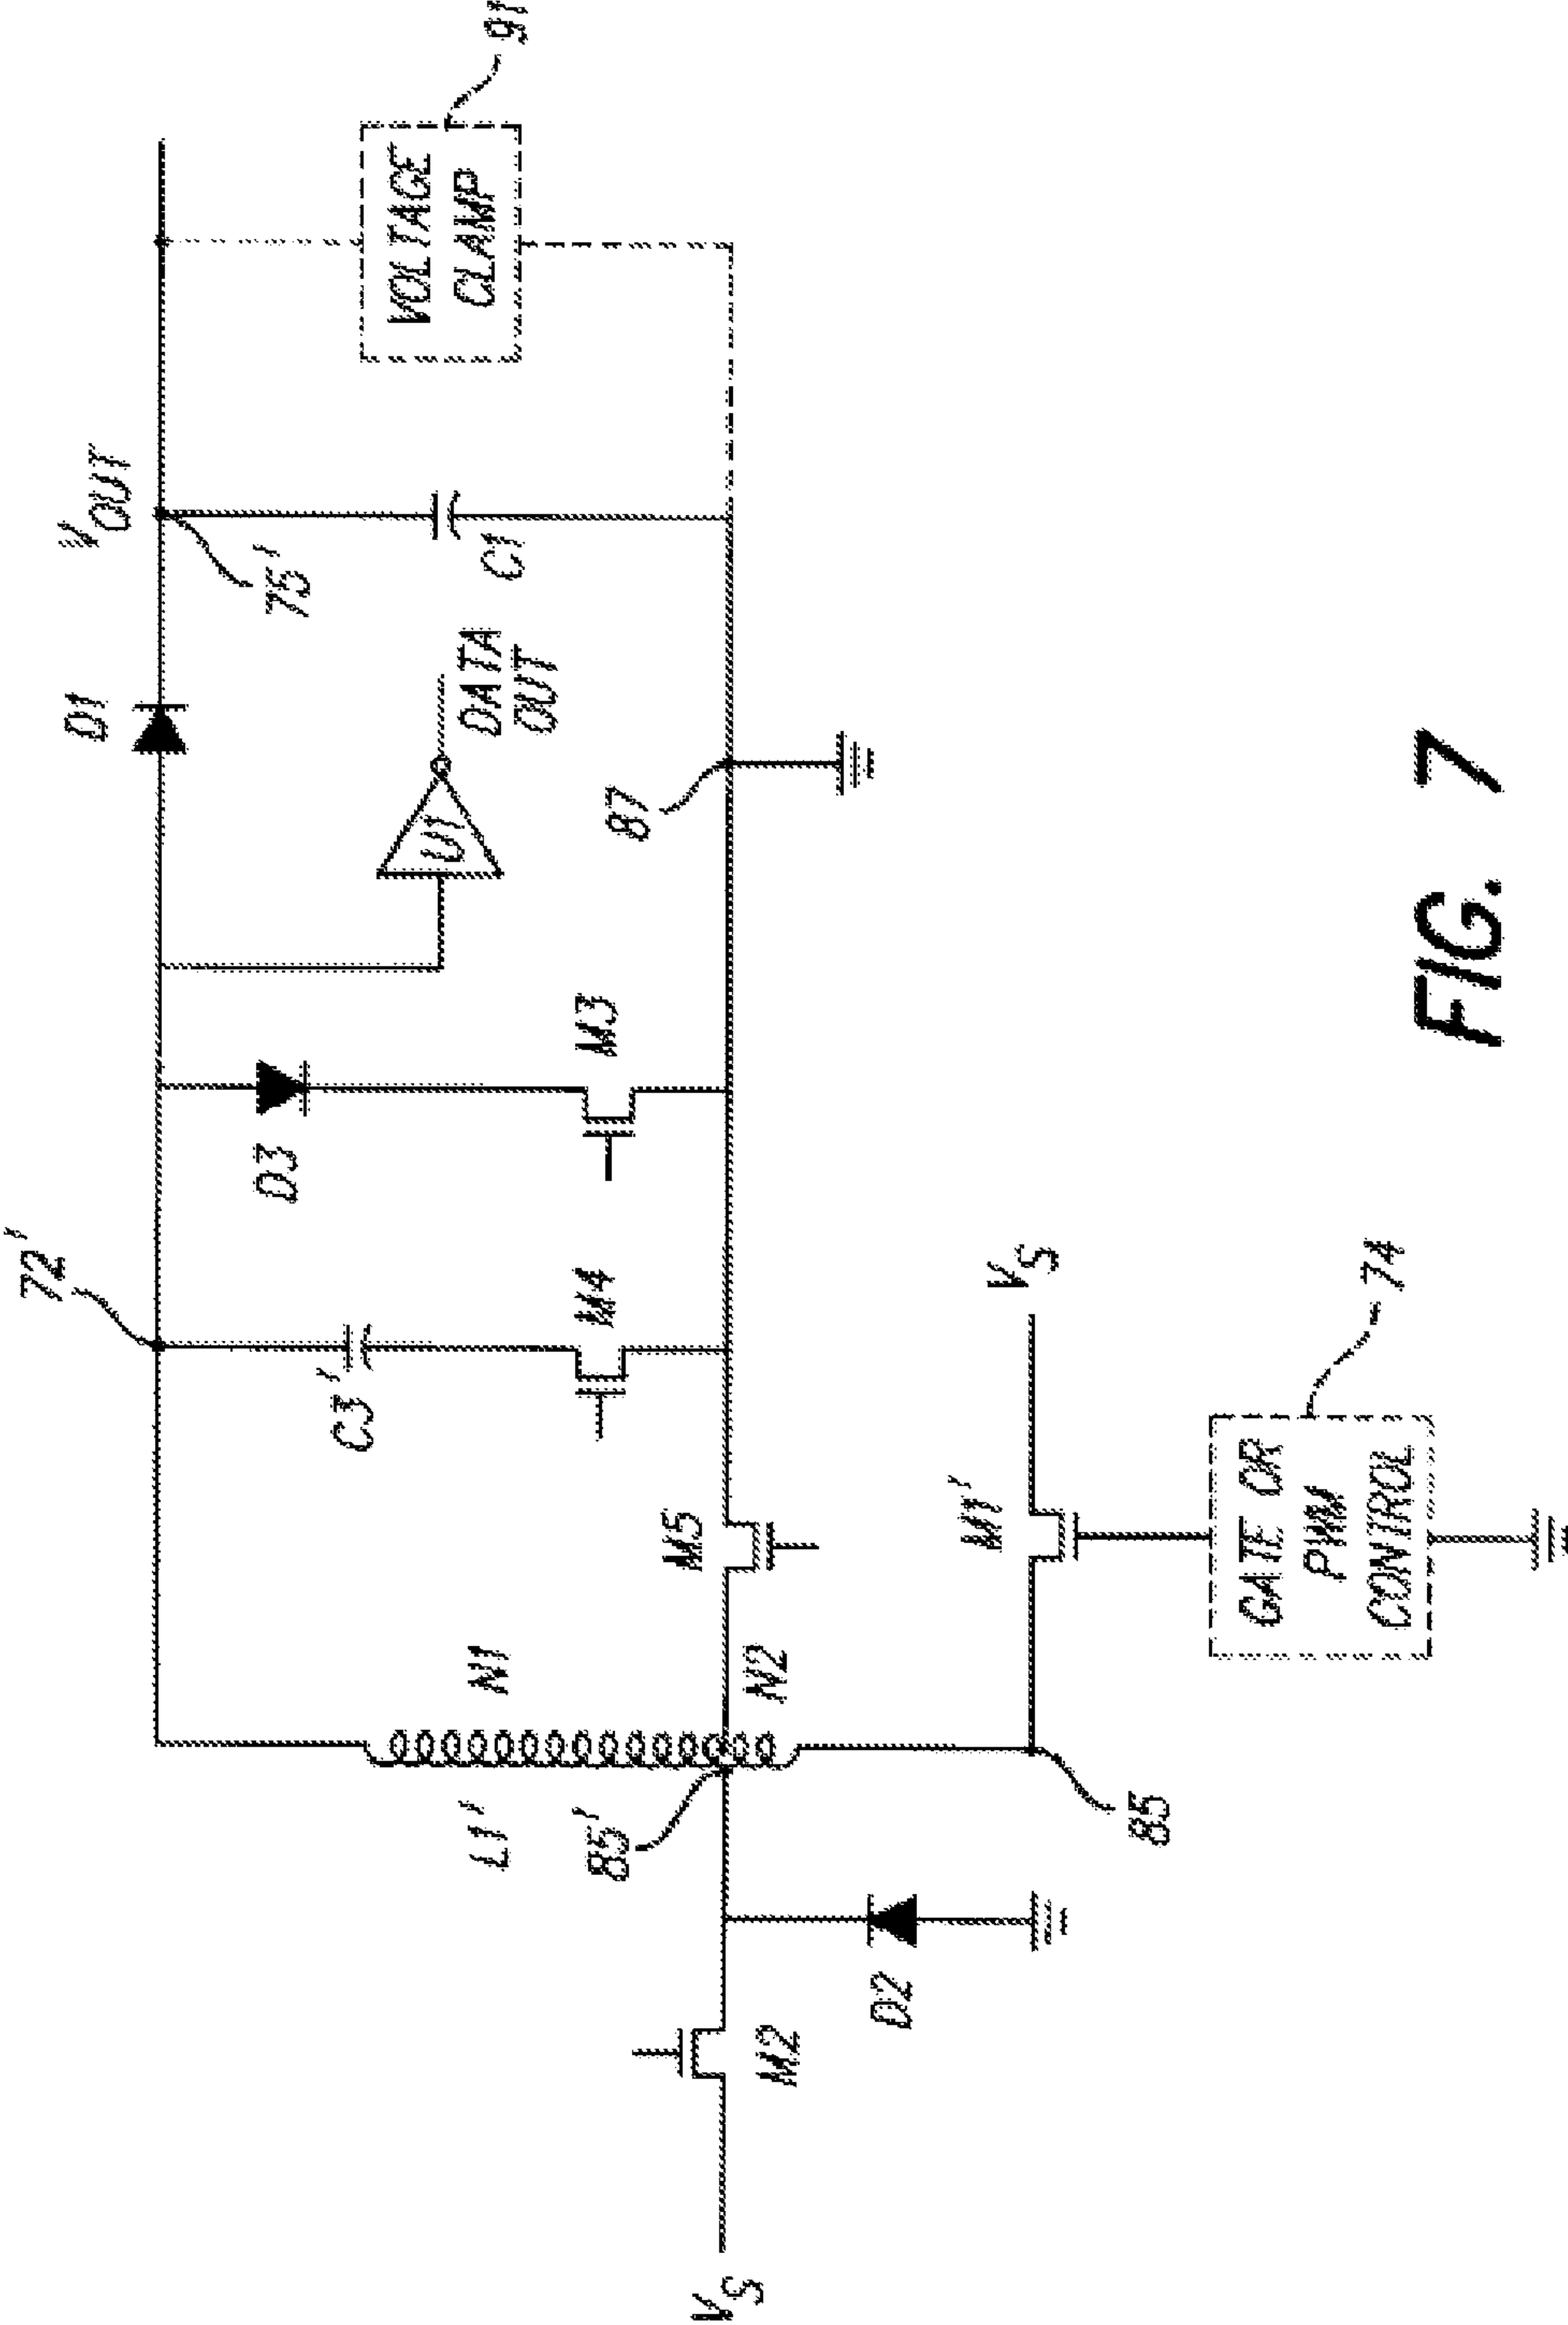 72'
D1
V OUT
75'
91
VOLTAGE
CLAMP
D3
C3'
U1
DATA
OUT
C1
N1
L1'
M4
M3
87
85'
N2
M5
M2
V S
D2
85
M1'
V S
74
GATE OR
PWM
CONTROL
FIG. 7